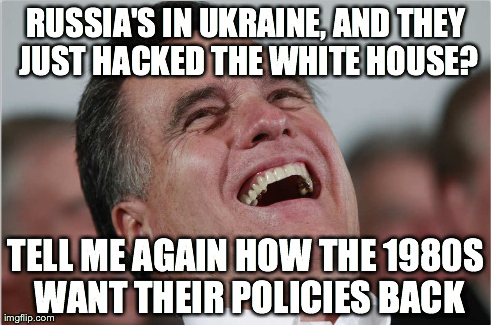 RUSSIA'S IN UKRAINE, AND THEY
JUST HACKED THE WHITE HOUSE?
TELL ME AGAIN HOW THE 1980S
WANT THEIR POLICIES BACK
imgflip.com